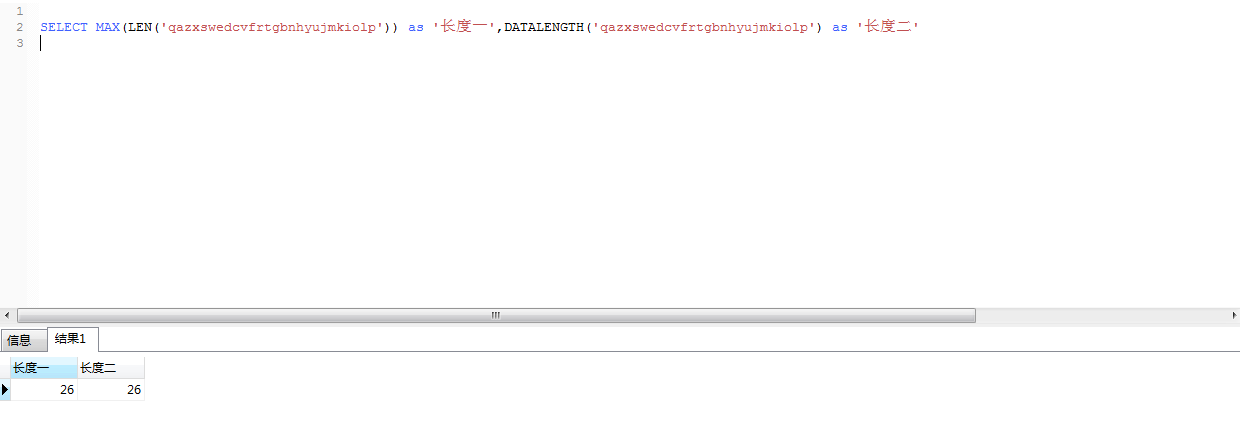 1
2 SELECT MAX(LEN('qazxswedcvfrtgbnhyujmkiolp')) as '长度一',DATALENGTH('qazxswedcvfrtgbnhyujmkiolp') as '长度二'
3
信息 结果1
长度一 长度二
26 26